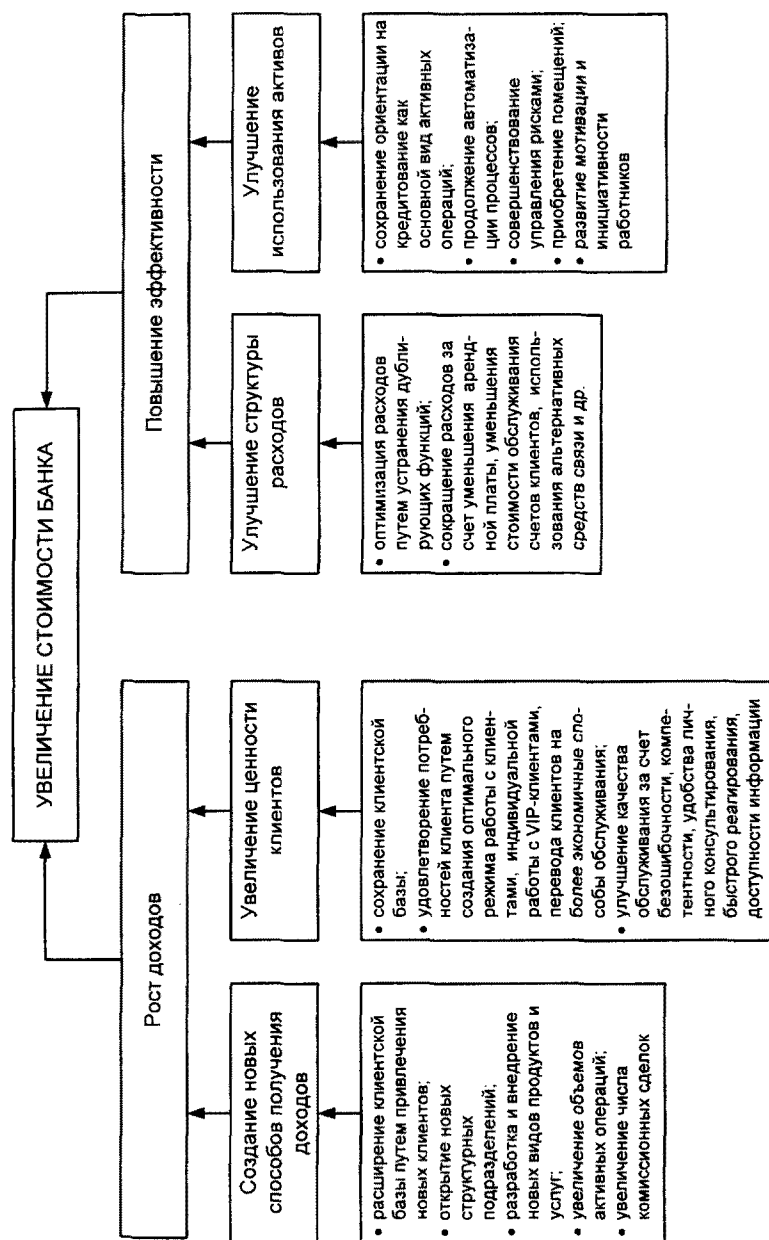 УВЕЛИЧЕНИЕ СТОИМОСТИ БАНКА
Рост доходов
Повышение эффективности
Создание новых
способов получения
доходов
Увеличение ценности
клиентов
Улучшение структуры
расходов
Улучшение
использования активов
• расширение клиентской
базы путем привлечения
новых клиентов;
• открытие новых
структурных
подразделений;
• разработка и внедрение
новых видов продуктов и
услуг;
• увеличение объемов
активных операций;
• увеличение числа
комиссионных сделок
• сохранение клиентской
базы;
• удовлетворение потреб-
ностей клиента путем
создания оптимального
режима работы с клиен-
тами, индивидуальной
работы с VIP-клиентами,
перевода клиентов на
более экономичные спо-
собы обслуживания;
• улучшение качества
обслуживания за счет
безошибочности, компе-
тентности, удобства лич-
ного консультирования,
быстрого реагирования,
доступности информации
• оптимизация расходов
путем устранения дубли-
рующих функций;
• сокращение расходов за
счет уменьшения аренд-
ной платы, уменьшения
стоимости обслуживания
счетов клиентов, исполь-
зования альтернативных
средств связи и др.
• сохранение ориентации на
кредитование как
основной вид активных
операций;
• продолжение автоматиза-
ции процессов;
• совершенствование
управления рисками;
• приобретение помещений;
• развитие мотивации и
инициативности
работников